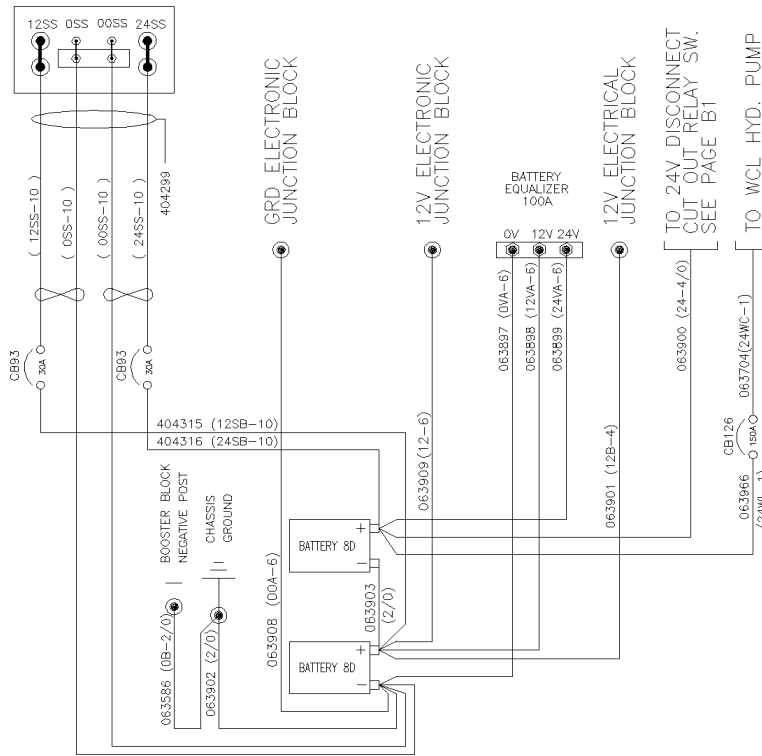 12SS 0SS 00SS 24SS
404299
( 12SS-10 )
( 0SS-10 )
( 00SS-10 )
( 24SS-10 )
CB93
30A
CB93
30A
GRD ELECTRONIC
JUNCTION BLOCK
12V ELECTRONIC
JUNCTION BLOCK
BATTERY
EQUALIZER
100A
0V 12V 24V
12V ELECTRICAL
JUNCTION BLOCK
TO 24V DISCONNECT
CUT OUT RELAY SW.
SEE PAGE B1
TO WCL HYD. PUMP
063897 (0VA-6)
063898 (12VA-6)
063899 (24VA-6)
063900 (24-4/0)
063704(24WC-1)
CB126
150A
063966
(24WL-1)
404315 (12SB-10)
404316 (24SB-10)
063909(12-6)
063901 (12B-4)
BOOSTER BLOCK
NEGATIVE POST
CHASSIS
GROUND
+
BATTERY 8D
−
063903
(2/0)
063908 (00A-6)
063586 (0B-2/0)
063902 (2/0)
+
BATTERY 8D
−